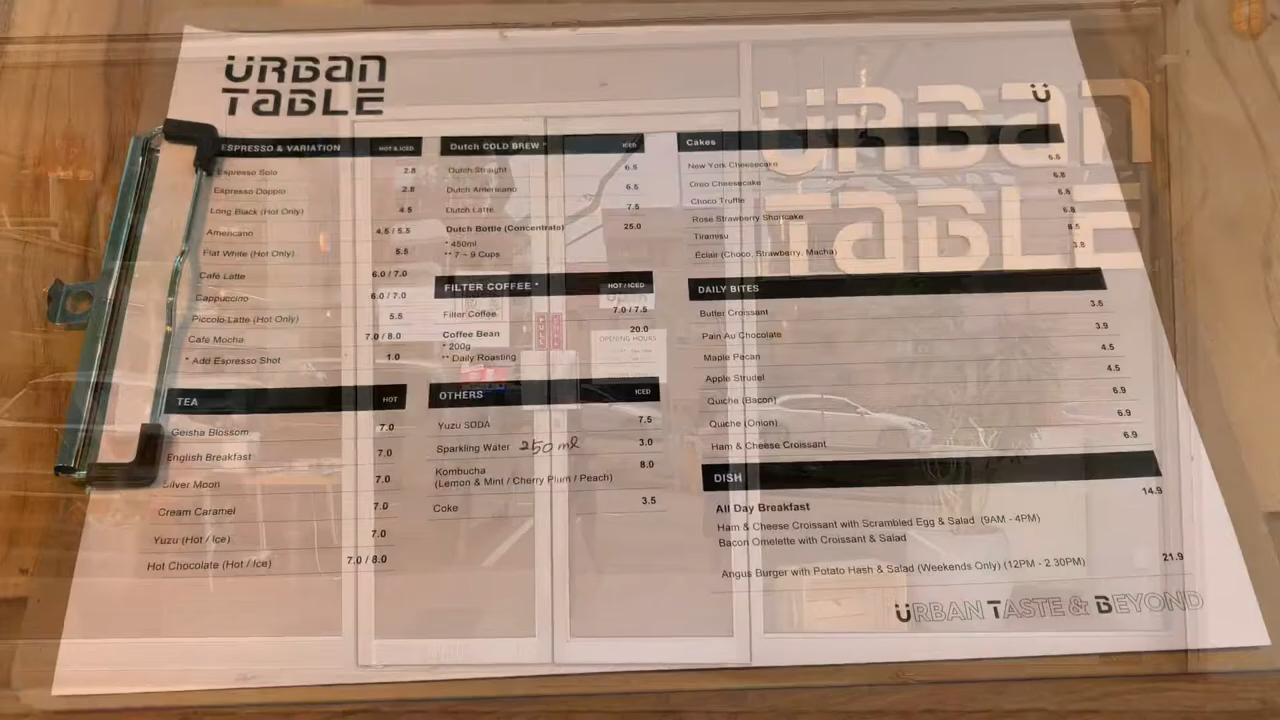 URBAN
TABLE
Ü
URBAN
TABLE
ESPRESSO & VARIATION HOT & ICED
Espresso Solo 2.8
Espresso Doppio 2.8
Long Black (Hot Only) 4.5
Americano 4.5 / 5.5
Flat White (Hot Only) 5.5
Café Latte 6.0 / 7.0
Cappuccino 6.0 / 7.0
Piccolo Latte (Hot Only) 5.5
Café Mocha 7.0 / 8.0
* Add Espresso Shot 1.0
TEA HOT
Geisha Blossom 7.0
English Breakfast 7.0
Silver Moon 7.0
Cream Caramel 7.0
Yuzu (Hot / Ice) 7.0
Hot Chocolate (Hot / Ice) 7.0 / 8.0
Dutch COLD BREW * ICED
Dutch Straight 6.5
Dutch Americano 6.5
Dutch Latte 7.5
Dutch Bottle (Concentrate) 25.0
* 450ml
** 7 ~ 9 Cups
FILTER COFFEE * HOT / ICED
Filter Coffee 7.0 / 7.5
Coffee Bean 20.0
* 200g
** Daily Roasting
OTHERS ICED
Yuzu SODA 7.5
Sparkling Water 250 ml 3.0
Kombucha 8.0
(Lemon & Mint / Cherry Plum / Peach)
Coke 3.5
Cakes
New York Cheesecake 6.5
Oreo Cheesecake 6.8
Choco Truffle 6.8
Rose Strawberry Shortcake 6.8
Tiramisu 8.5
Éclair (Choco, Strawberry, Macha) 3.8
DAILY BITES
Butter Croissant 3.5
Pain Au Chocolate 3.9
Maple Pecan 4.5
Apple Strudel 4.5
Quiche (Bacon) 6.9
Quiche (Onion) 6.9
Ham & Cheese Croissant 6.9
DISH
All Day Breakfast 14.9
Ham & Cheese Croissant with Scrambled Egg & Salad (9AM - 4PM)
Bacon Omelette with Croissant & Salad
Angus Burger with Potato Hash & Salad (Weekends Only) (12PM - 2.30PM) 21.9
ÜRBAN TASTE & BEYOND
PULL
PULL
OPENING HOURS